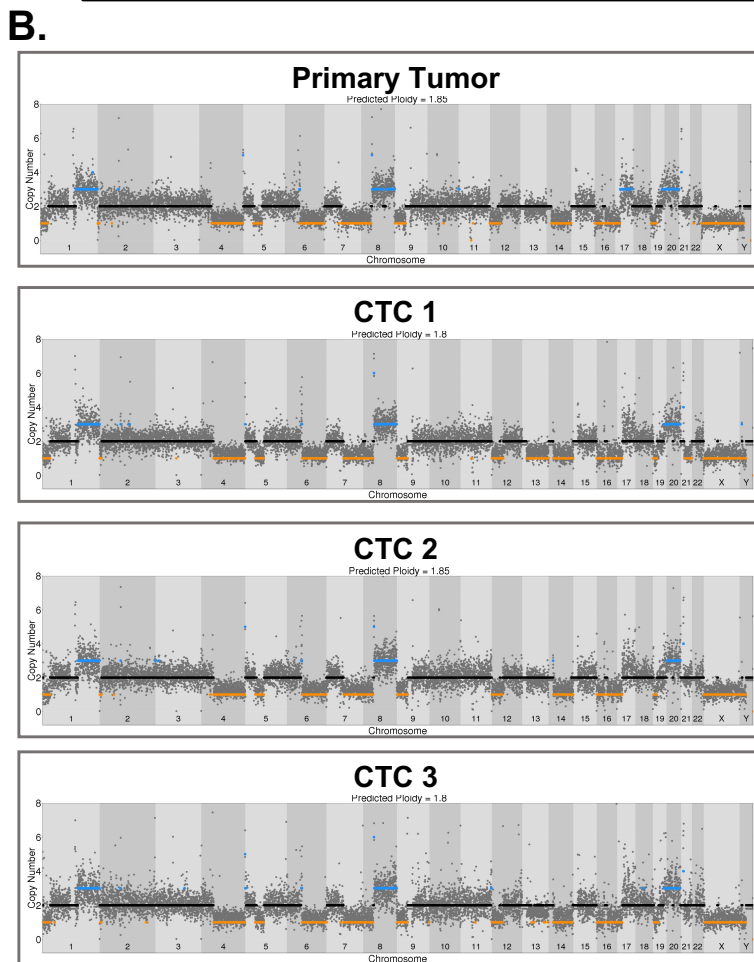 B.
Primary Tumor
Predicted Ploidy = 1.85
8
6
4
2
0
Copy Number
1 2 3 4 5 6 7 8 9 10 11 12 13 14 15 16 17 18 19 20 21 22 X Y
Chromosome
CTC 1
Predicted Ploidy = 1.8
8
6
4
2
0
Copy Number
1 2 3 4 5 6 7 8 9 10 11 12 13 14 15 16 17 18 19 20 21 22 X Y
Chromosome
CTC 2
Predicted Ploidy = 1.85
8
6
4
2
0
Copy Number
1 2 3 4 5 6 7 8 9 10 11 12 13 14 15 16 17 18 19 20 21 22 X Y
Chromosome
CTC 3
Predicted Ploidy = 1.8
8
6
4
2
0
Copy Number
1 2 3 4 5 6 7 8 9 10 11 12 13 14 15 16 17 18 19 20 21 22 X Y
Chromosome